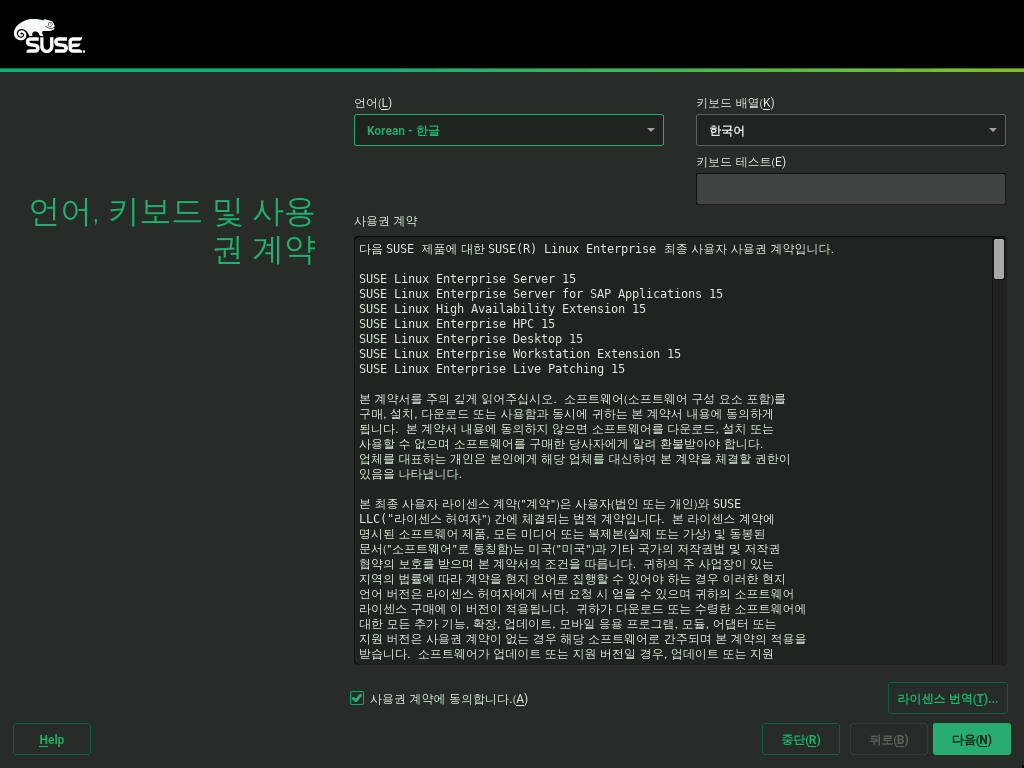 SUSE
언어(L)
키보드 배열(K)
Korean - 한글
한국어
키보드 테스트(E)
언어, 키보드 및 사용
권 계약
사용권 계약
다음 SUSE 제품에 대한 SUSE(R) Linux Enterprise 최종 사용자 사용권 계약입니다.
SUSE Linux Enterprise Server 15
SUSE Linux Enterprise Server for SAP Applications 15
SUSE Linux High Availability Extension 15
SUSE Linux Enterprise HPC 15
SUSE Linux Enterprise Desktop 15
SUSE Linux Enterprise Workstation Extension 15
SUSE Linux Enterprise Live Patching 15
본 계약서를 주의 깊게 읽어주십시오. 소프트웨어(소프트웨어 구성 요소 포함)를
구매, 설치, 다운로드 또는 사용함과 동시에 귀하는 본 계약서 내용에 동의하게
됩니다. 본 계약서 내용에 동의하지 않으면 소프트웨어를 다운로드, 설치 또는
사용할 수 없으며 소프트웨어를 구매한 당사자에게 알려 환불받아야 합니다.
업체를 대표하는 개인은 본인에게 해당 업체를 대신하여 본 계약을 체결할 권한이
있음을 나타냅니다.
본 최종 사용자 라이센스 계약("계약")은 사용자(법인 또는 개인)와 SUSE
LLC("라이센스 허여자") 간에 체결되는 법적 계약입니다. 본 라이센스 계약에
명시된 소프트웨어 제품, 모든 미디어 또는 복제본(실제 또는 가상) 및 동봉된
문서("소프트웨어"로 통칭함)는 미국("미국")과 기타 국가의 저작권법 및 저작권
협약의 보호를 받으며 본 계약서의 조건을 따릅니다. 귀하의 주 사업장이 있는
지역의 법률에 따라 계약을 현지 언어로 집행할 수 있어야 하는 경우 이러한 현지
언어 버전은 라이센스 허여자에게 서면 요청 시 얻을 수 있으며 귀하의 소프트웨어
라이센스 구매에 이 버전이 적용됩니다. 귀하가 다운로드 또는 수령한 소프트웨어에
대한 모든 추가 기능, 확장, 업데이트, 모바일 응용 프로그램, 모듈, 어댑터 또는
지원 버전은 사용권 계약이 없는 경우 해당 소프트웨어로 간주되며 본 계약의 적용을
받습니다. 소프트웨어가 업데이트 또는 지원 버전일 경우, 업데이트 또는 지원
사용권 계약에 동의합니다.(A)
라이센스 번역(T)...
Help
중단(R)
뒤로(B)
다음(N)